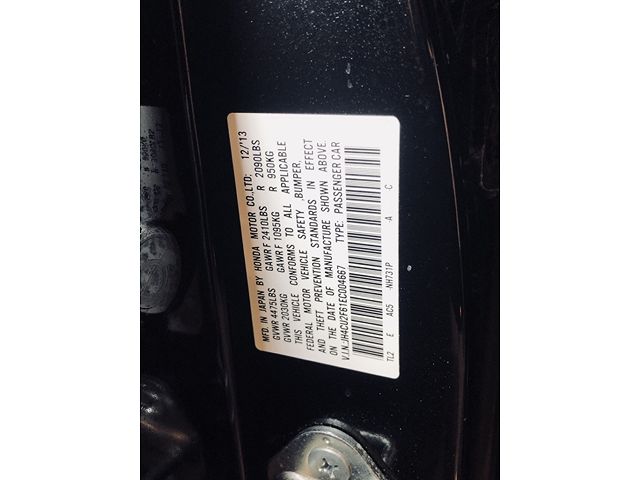 MFD. IN JAPAN BY HONDA MOTOR CO.,LTD. 12/'13
GVWR 4475LBS GAWR F 2410LBS R 2090LBS
GVWR 2030KG GAWR F 1095KG R 950KG
THIS VEHICLE CONFORMS TO ALL APPLICABLE
FEDERAL MOTOR VEHICLE SAFETY ,BUMPER,
AND THEFT PREVENTION STANDARDS IN EFFECT
ON THE DATE OF MANUFACTURE SHOWN ABOVE.
V.I.N.:JH4CU2F61EC004667 TYPE: PASSENGER CAR
TL2 E AG5 -NH731P -A C